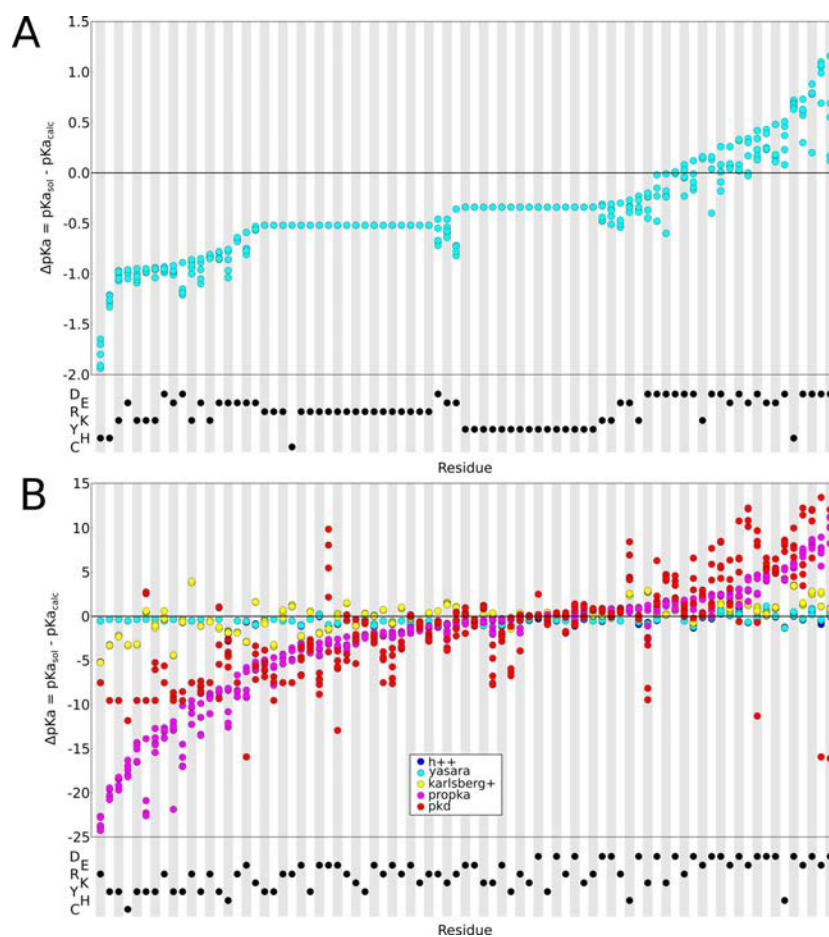 A
1.5
1.0
0.5
0.0
-0.5
-1.0
-1.5
-2.0
ΔpKa = pKa_sol - pKa_calc
D
E
R
K
Y
H
C
Residue
B
15
10
5
0
-5
-10
-15
-20
-25
ΔpKa = pKa_sol - pKa_calc
h++
yasara
karlsberg+
propka
pkd
D
E
R
K
Y
H
C
Residue